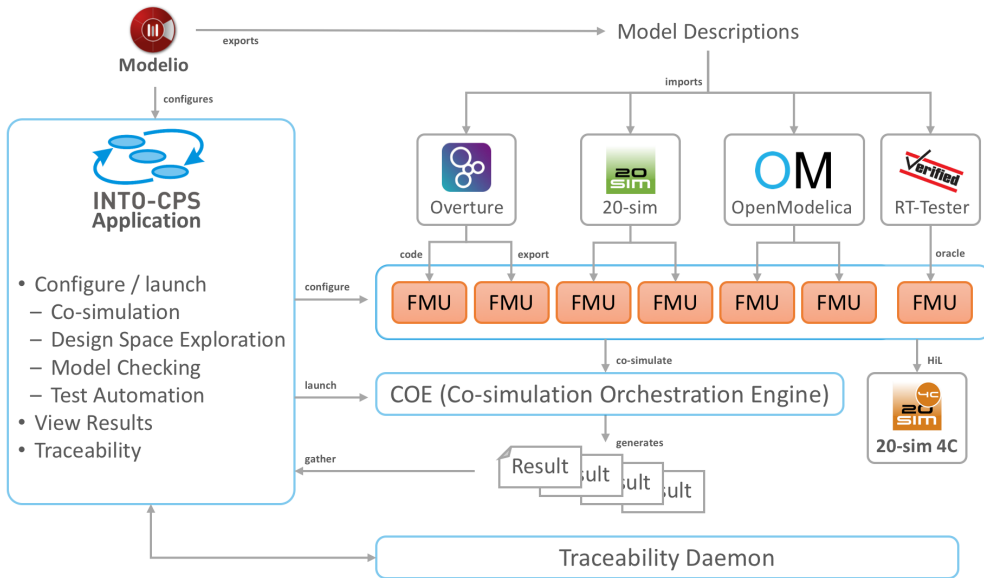 Modelio
exports
Model Descriptions
configures
imports
INTO-CPS
Application
• Configure / launch
– Co-simulation
– Design Space Exploration
– Model Checking
– Test Automation
• View Results
• Traceability
Overture
20
SIM
20-sim
OM
OpenModelica
Verified
RT-Tester
code
export
oracle
configure
FMU
FMU
FMU
FMU
FMU
FMU
FMU
co-simulate
HiL
launch
COE (Co-simulation Orchestration Engine)
4C
20
SIM
20-sim 4C
generates
gather
Result
sult
sult
sult
Traceability Daemon